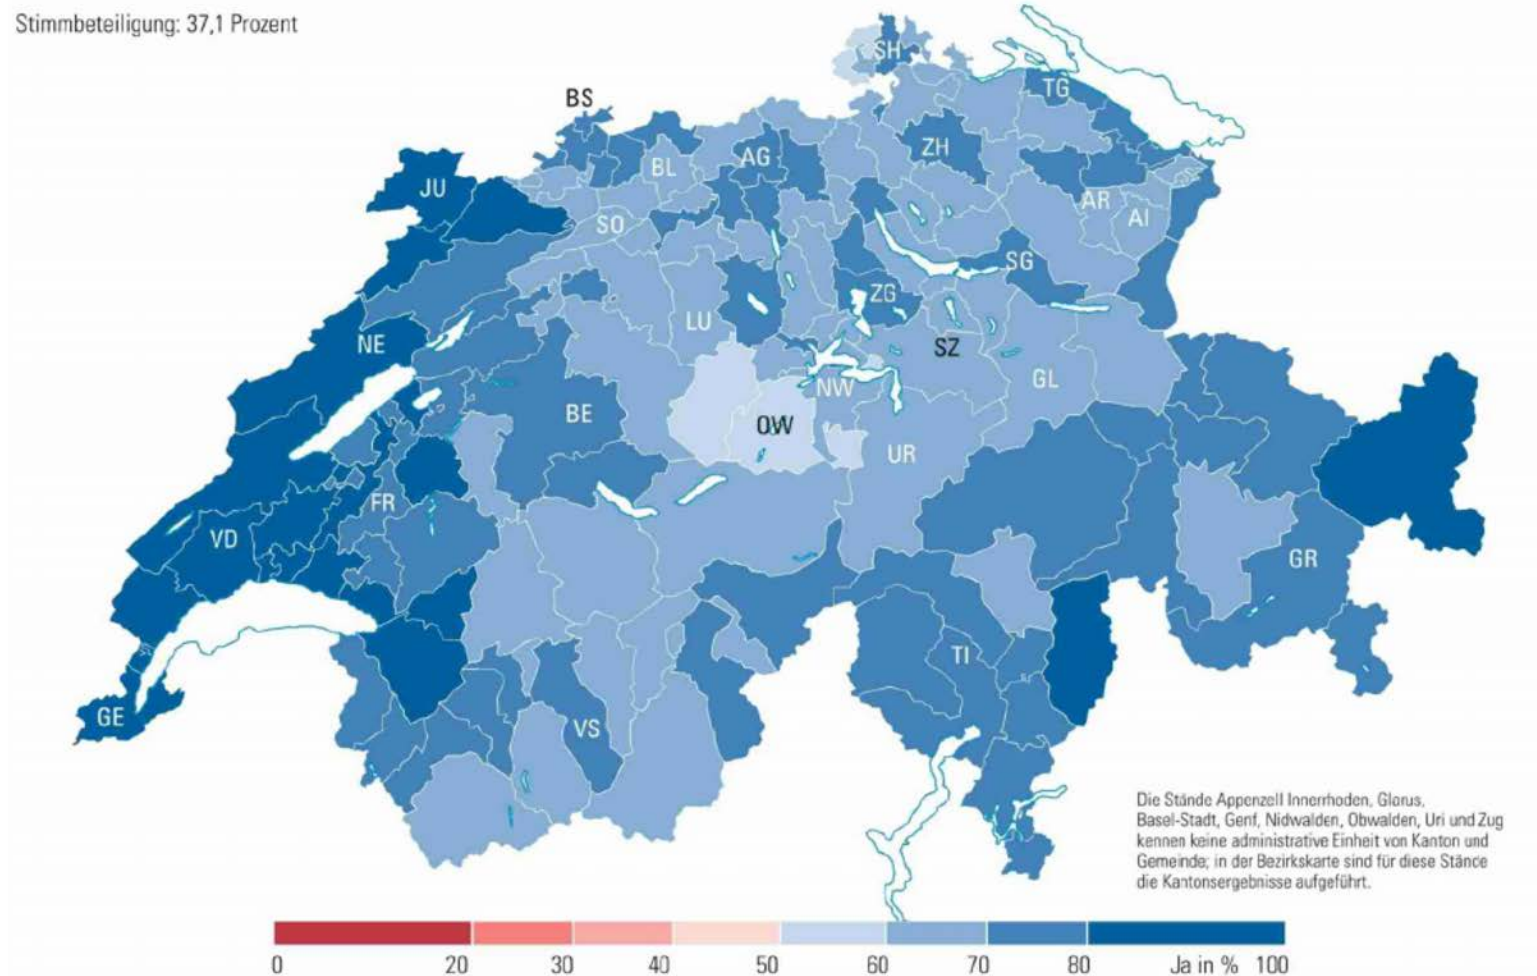 Stimmbeteiligung: 37,1 Prozent
SH
BS
TG
ZH
AG
BL
JU
AR
AI
SO
SG
ZG
LU
NE
SZ
GL
NW
BE
OW
UR
FR
VD
GR
TI
GE
VS
Die Stände Appenzell Innerrhoden, Glarus,
Basel-Stadt, Genf, Nidwalden, Obwalden, Uri und Zug
kennen keine administrative Einheit von Kanton und
Gemeinde; in der Bezirkskarte sind für diese Stände
die Kantonsergebnisse aufgeführt.
0 20 30 40 50 60 70 80 Ja in % 100